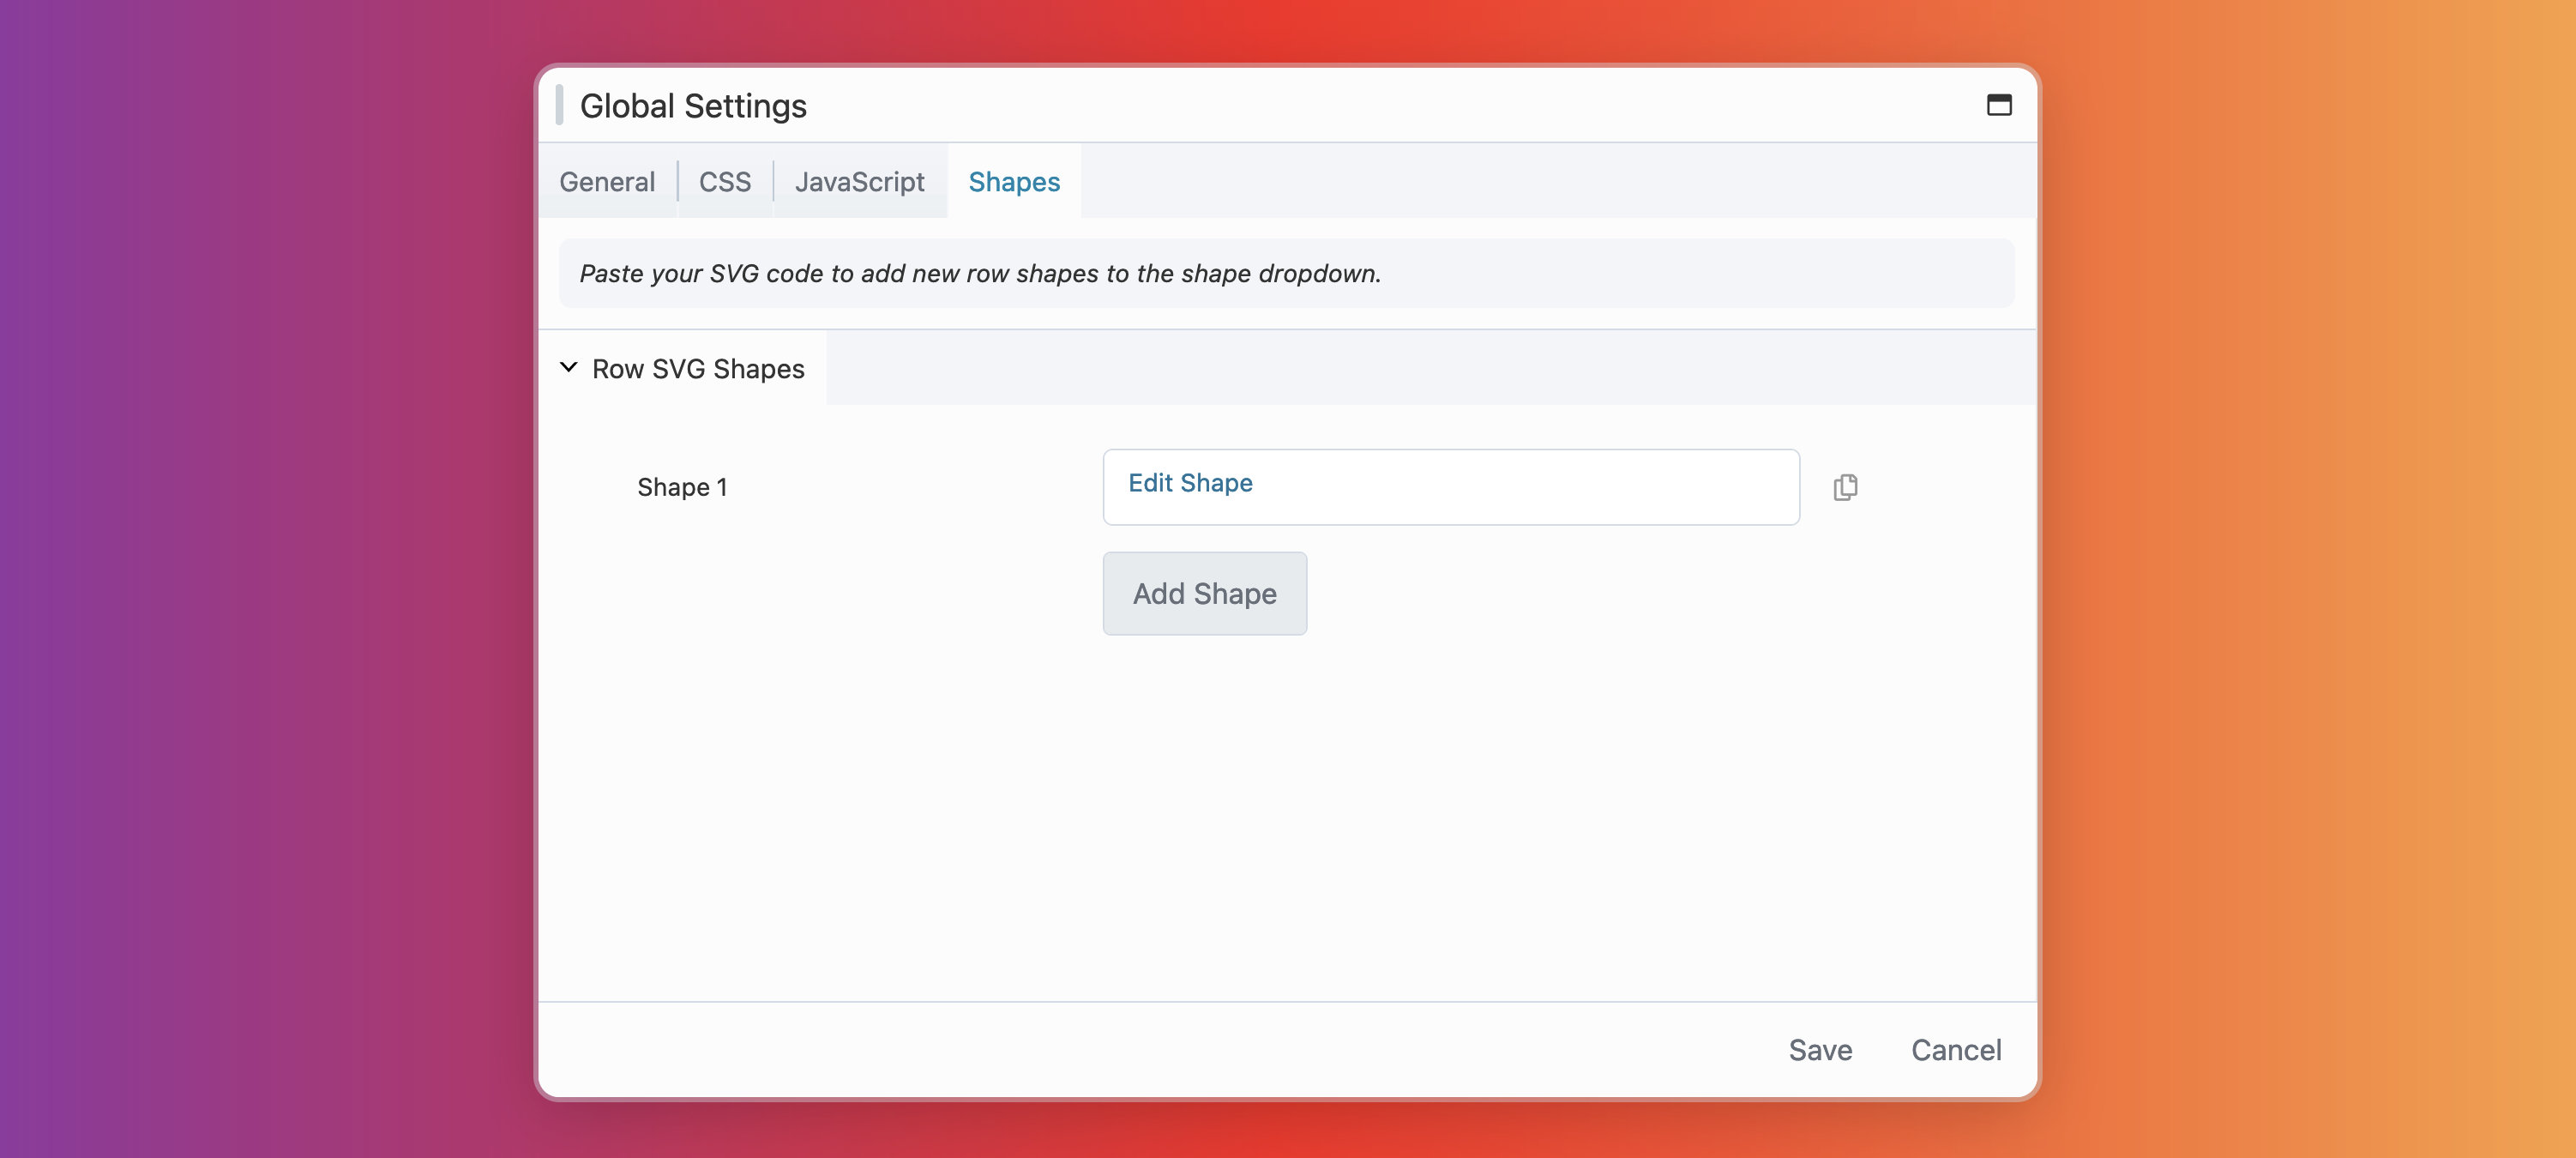 Global Settings
General CSS JavaScript Shapes
Paste your SVG code to add new row shapes to the shape dropdown.
Row SVG Shapes
Shape 1 Edit Shape
Add Shape
Save Cancel